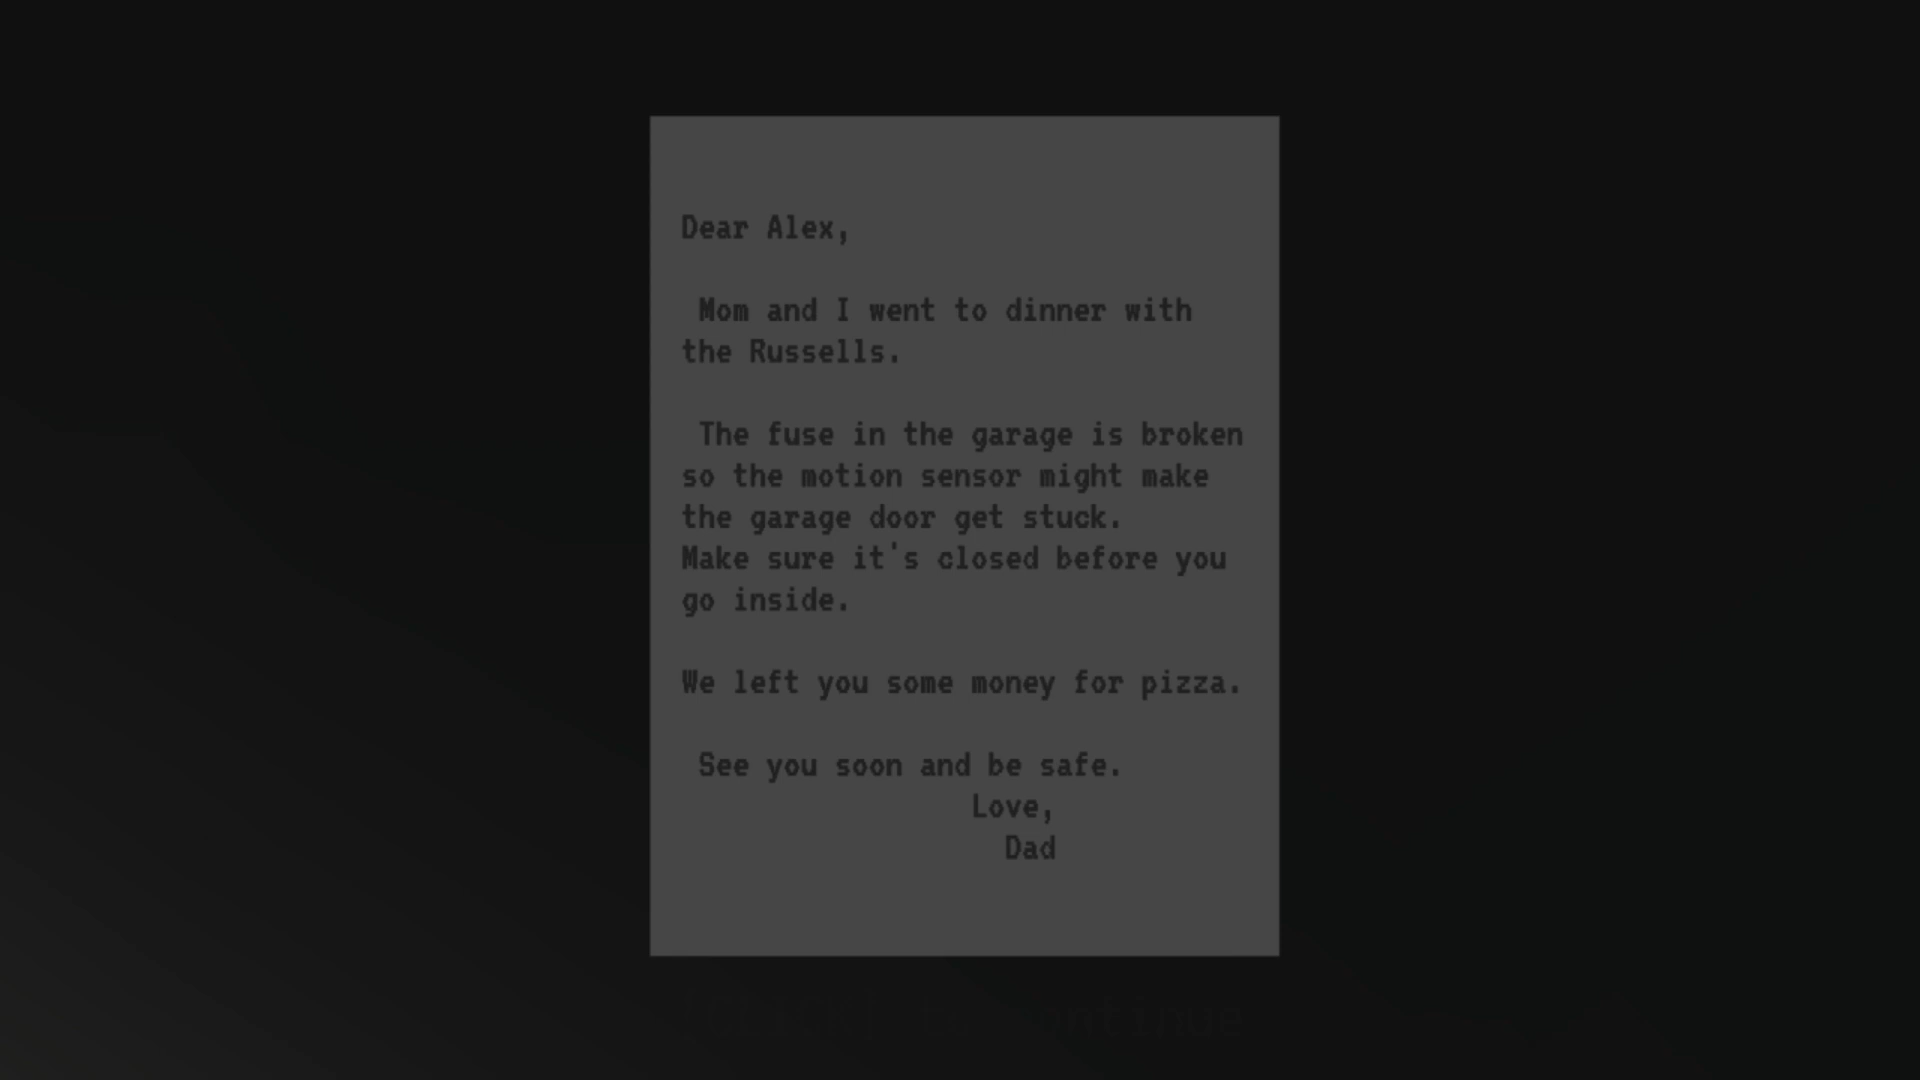 Dear Alex,
Mom and I went to dinner with
the Russells.
The fuse in the garage is broken
so the motion sensor might make
the garage door get stuck.
Make sure it's closed before you
go inside.
We left you some money for pizza.
See you soon and be safe.
Love,
Dad
continue